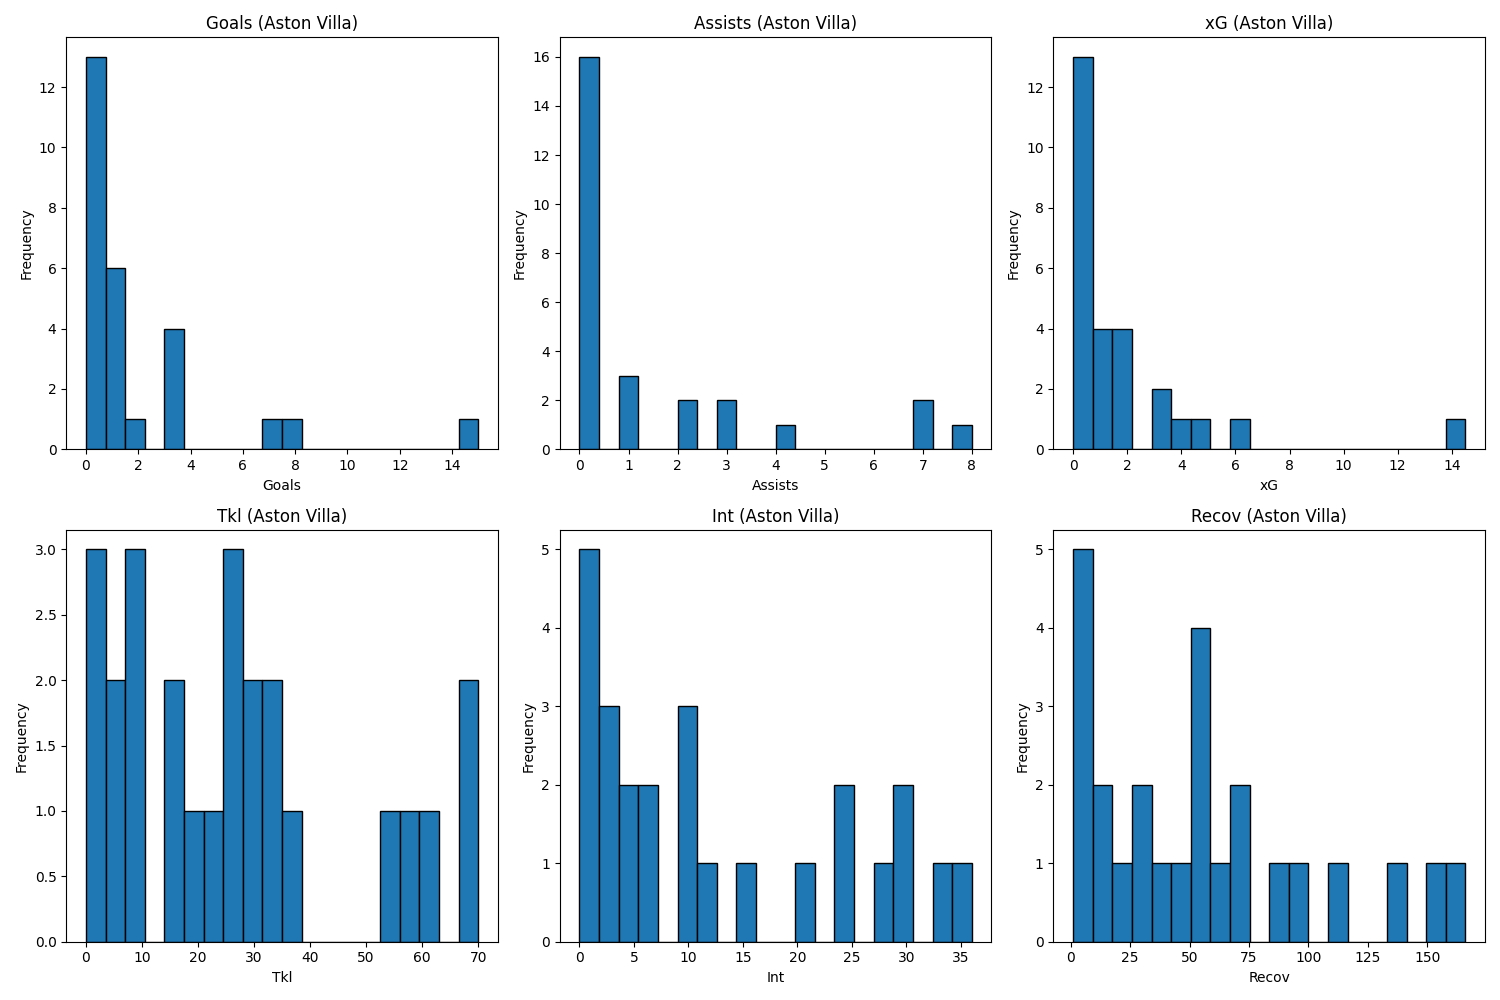 Goals (Aston Villa)
12
10
8
6
4
2
0
Frequency
0 2 4 6 8 10 12 14
Goals
Assists (Aston Villa)
16
14
12
10
8
6
4
2
0
Frequency
0 1 2 3 4 5 6 7 8
Assists
xG (Aston Villa)
12
10
8
6
4
2
0
Frequency
0 2 4 6 8 10 12 14
xG
Tkl (Aston Villa)
3.0
2.5
2.0
1.5
1.0
0.5
0.0
Frequency
0 10 20 30 40 50 60 70
Tkl
Int (Aston Villa)
5
4
3
2
1
0
Frequency
0 5 10 15 20 25 30 35
Int
Recov (Aston Villa)
5
4
3
2
1
0
Frequency
0 25 50 75 100 125 150
Recov